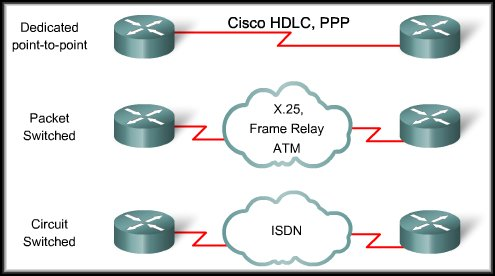 Dedicated
point-to-point
Cisco HDLC, PPP
Packet
Switched
X.25,
Frame Relay
ATM
Circuit
Switched
ISDN